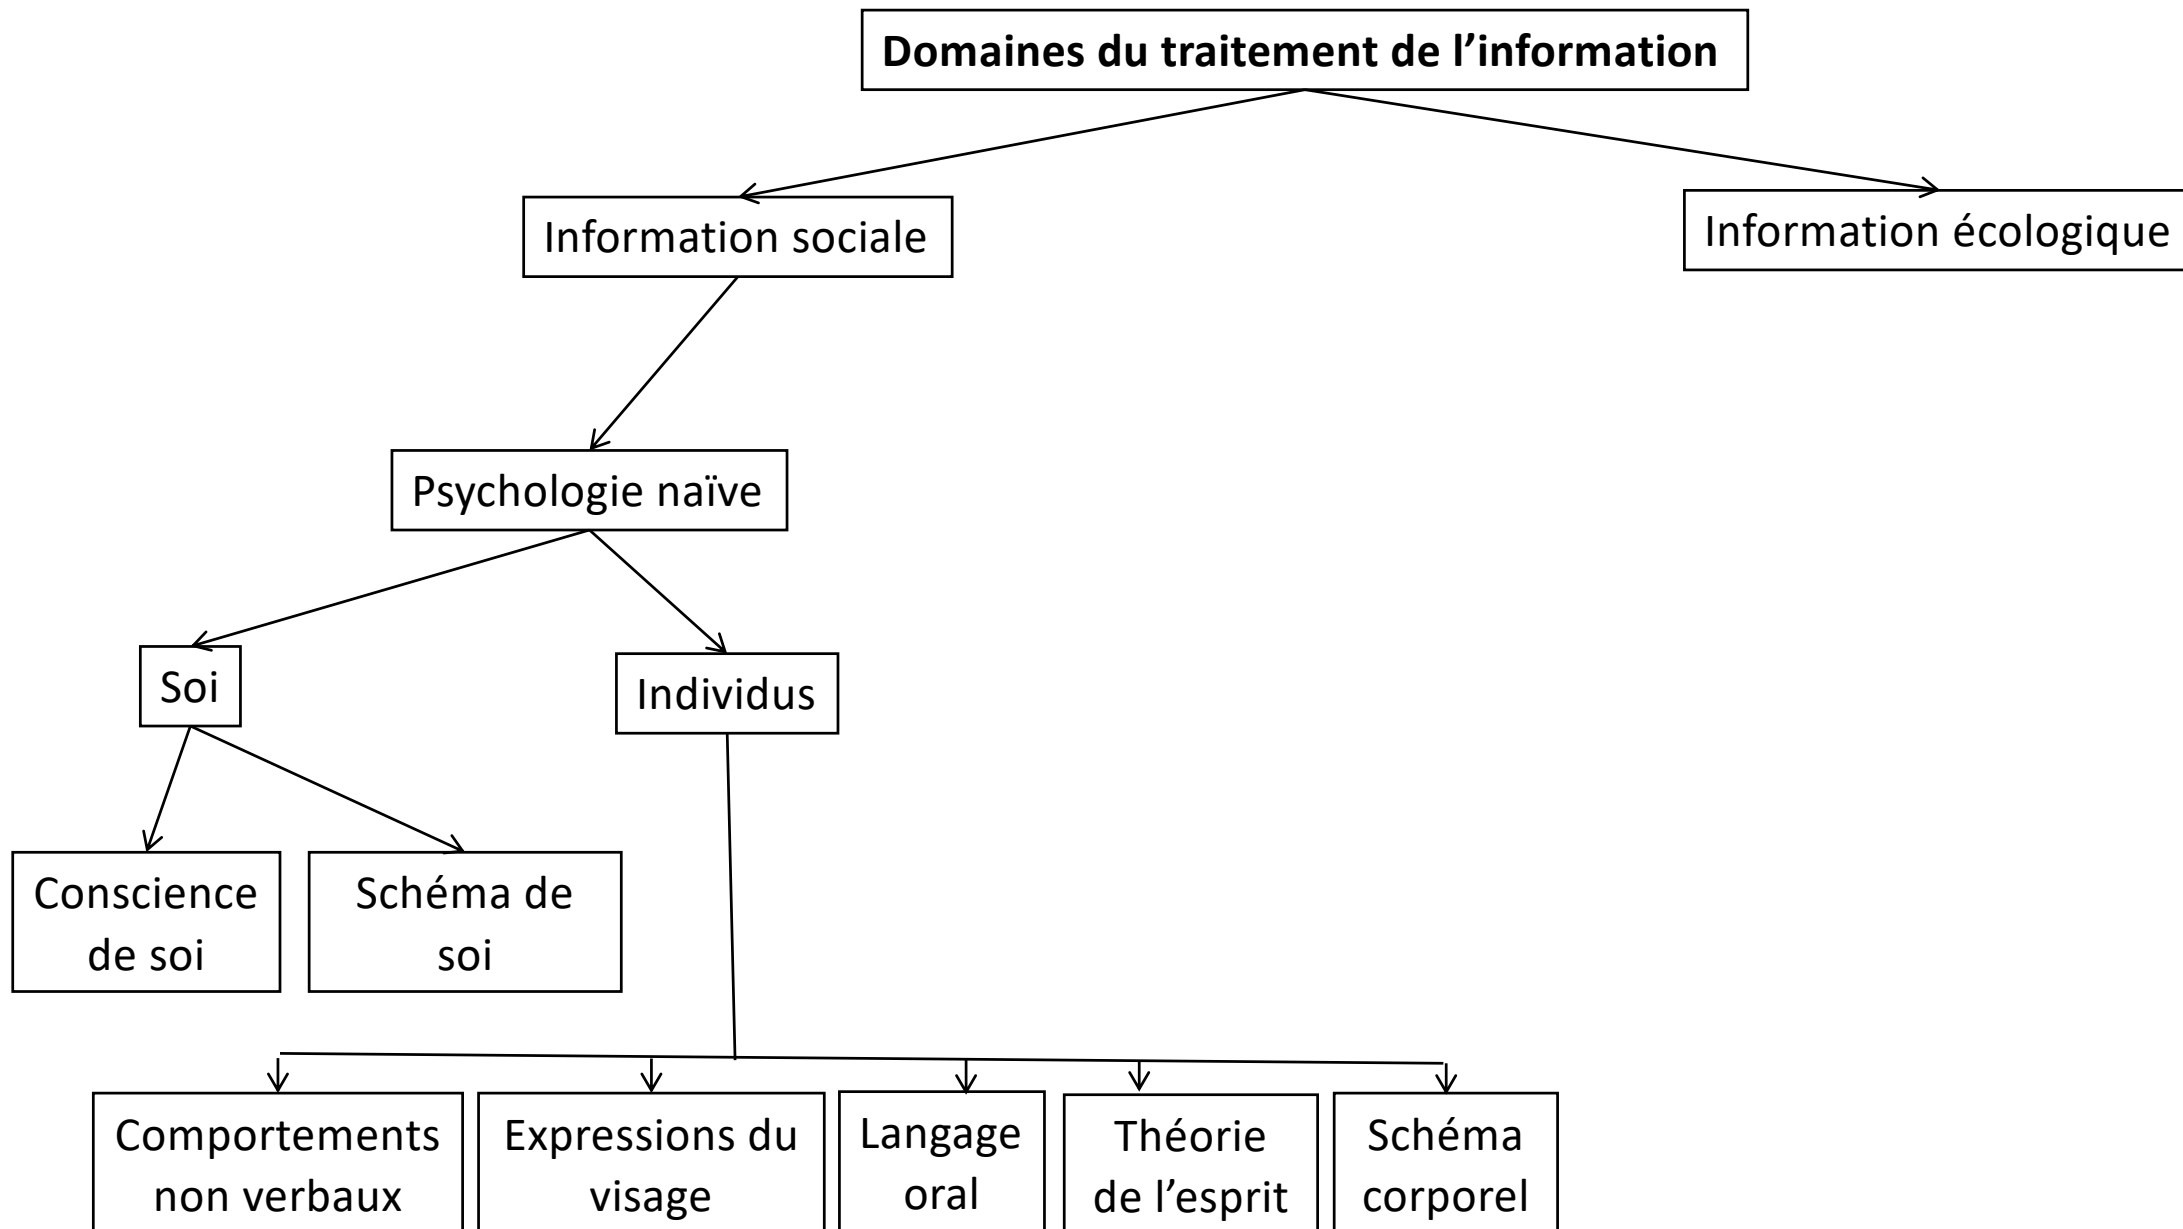 Domaines du traitement de l’information
Information sociale
Information écologique
Psychologie naïve
Soi
Individus
Conscience
de soi
Schéma de
soi
Comportements
non verbaux
Expressions du
visage
Langage
oral
Théorie
de l’esprit
Schéma
corporel